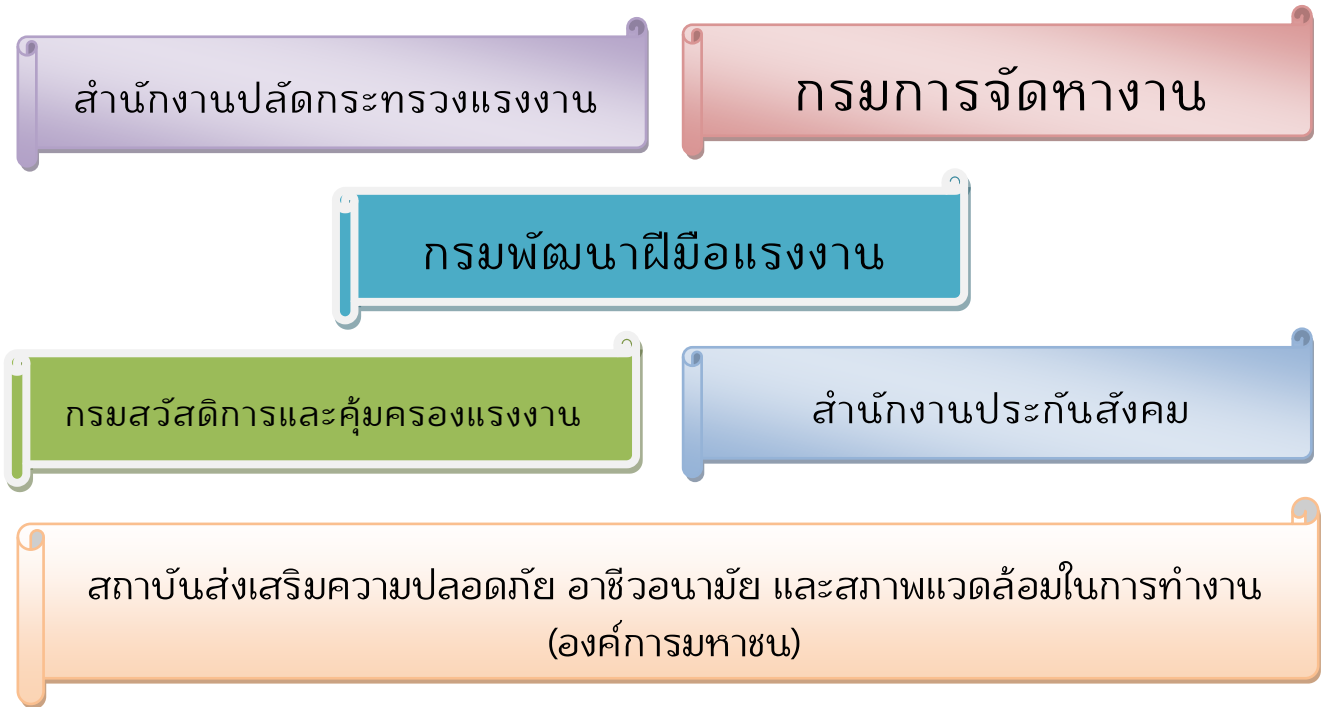 สำนักงานปลัดกระทรวงแรงงาน
กรมการจัดหางาน
กรมพัฒนาฝีมือแรงงาน
กรมสวัสดิการและคุ้มครองแรงงาน
สำนักงานประกันสังคม
สถาบันส่งเสริมความปลอดภัย อาชีวอนามัย และสภาพแวดล้อมในการทำงาน
(องค์การมหาชน)